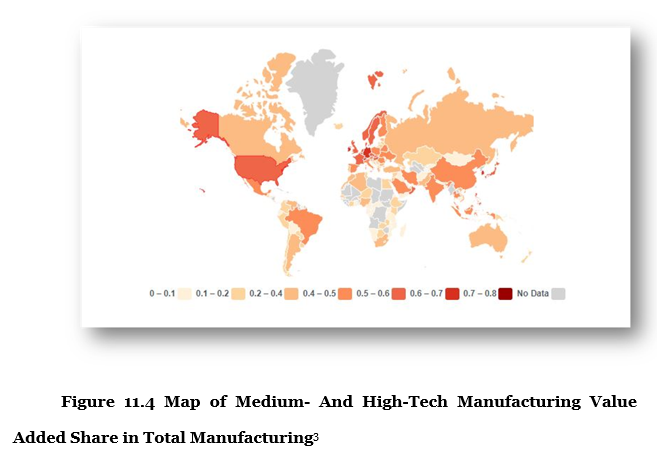 0 – 0.1 0.1 – 0.2 0.2 – 0.4 0.4 – 0.5 0.5 – 0.6 0.6 – 0.7 0.7 – 0.8 No Data
Figure 11.4 Map of Medium- And High-Tech Manufacturing Value
Added Share in Total Manufacturing3